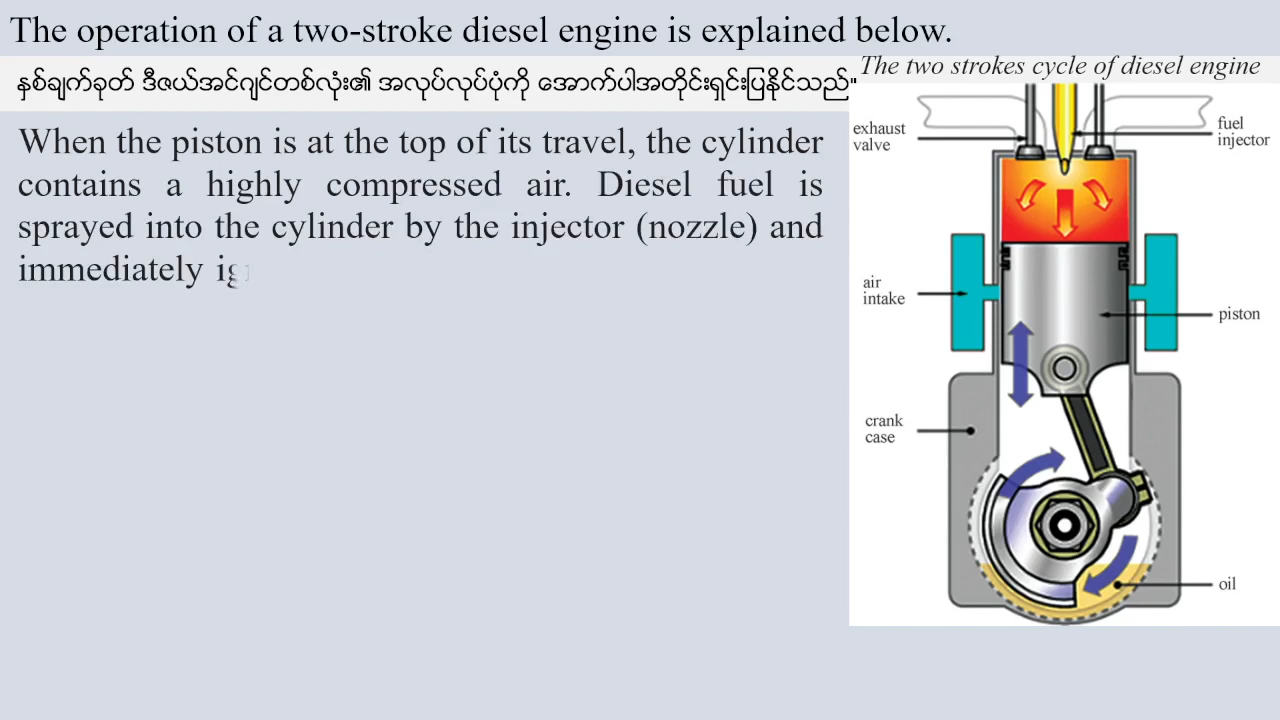 The operation of a two-stroke diesel engine is explained below.
နှစ်ချက်ခုတ် ဒီဇယ်အင်ဂျင်တစ်လုံး၏ အလုပ်လုပ်ပုံကို အောက်ပါအတိုင်းရှင်းပြနိုင်သည်။
The two strokes cycle of diesel engine
When the piston is at the top of its travel, the cylinder
contains a highly compressed air. Diesel fuel is
sprayed into the cylinder by the injector (nozzle) and
immediately
exhaust
valve
fuel
injector
air
intake
piston
crank
case
oil